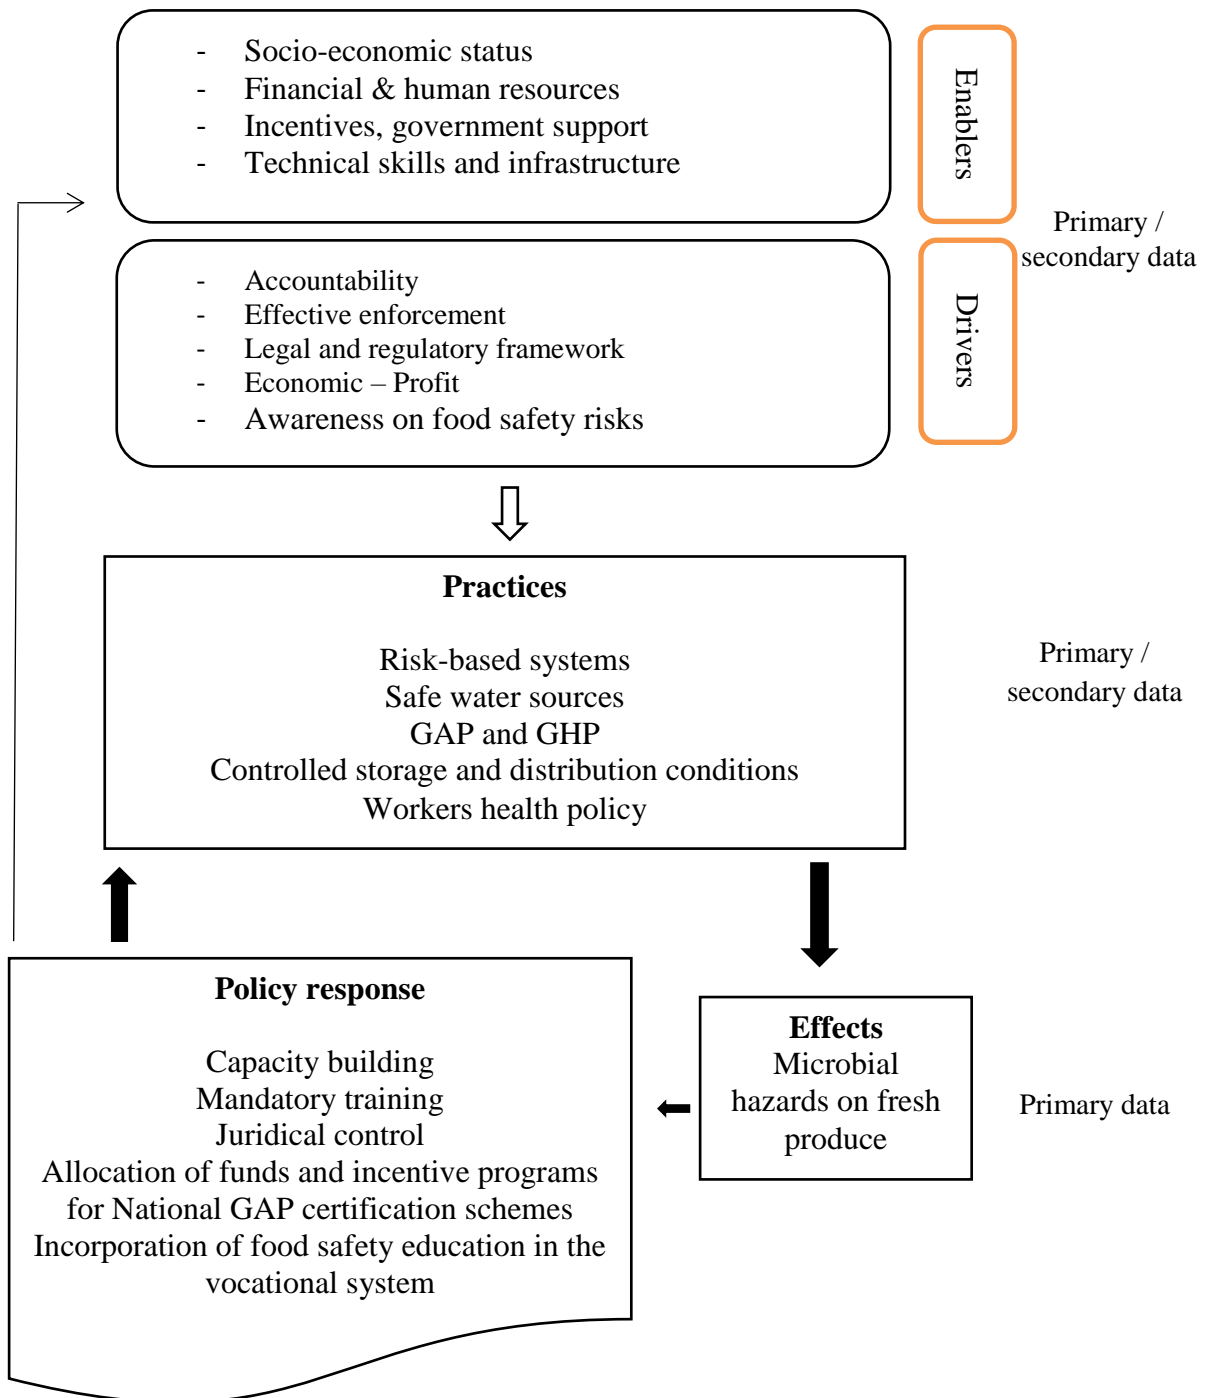 - Socio-economic status
- Financial & human resources
- Incentives, government support
- Technical skills and infrastructure
Enablers
Primary /
secondary data
- Accountability
- Effective enforcement
- Legal and regulatory framework
- Economic – Profit
- Awareness on food safety risks
Drivers
Practices
Risk-based systems
Safe water sources
GAP and GHP
Controlled storage and distribution conditions
Workers health policy
Primary /
secondary data
Policy response
Capacity building
Mandatory training
Juridical control
Allocation of funds and incentive programs
for National GAP certification schemes
Incorporation of food safety education in the
vocational system
Effects
Microbial
hazards on fresh
produce
Primary data